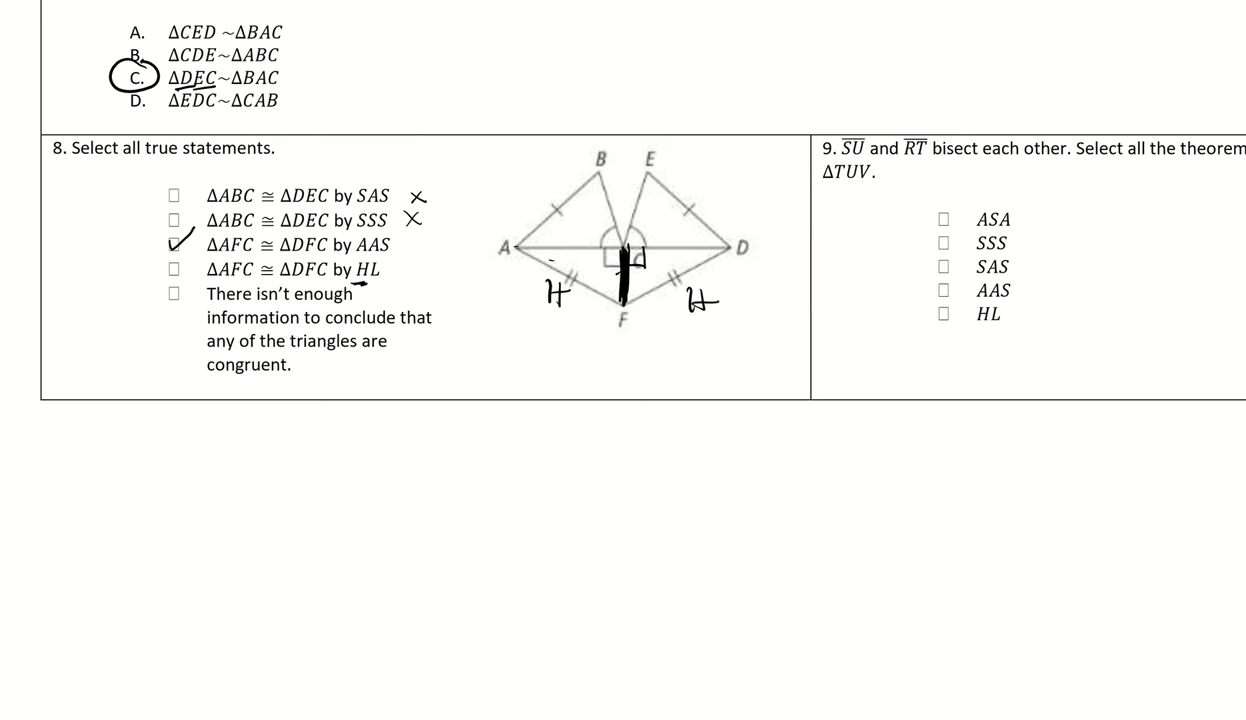 A. ΔCED ~ΔBAC
B. ΔCDE~ΔABC
C. ΔDEC~ΔBAC
D. ΔEDC~ΔCAB
8. Select all true statements.
ΔABC ≅ ΔDEC by SAS ×
ΔABC ≅ ΔDEC by SSS ×
ΔAFC ≅ ΔDFC by AAS
ΔAFC ≅ ΔDFC by HL
There isn't enough
information to conclude that
any of the triangles are
congruent.
B E
A D
C
H H
F
9. SU and RT bisect each other. Select all the theorem
ΔTUV.
ASA
SSS
SAS
AAS
HL